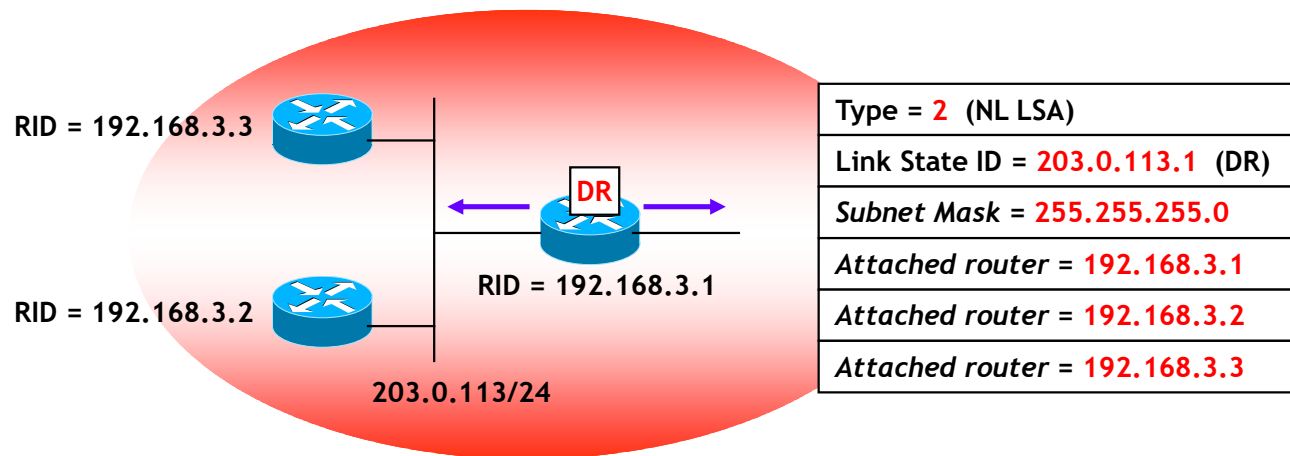 RID = 192.168.3.3
DR
RID = 192.168.3.1
RID = 192.168.3.2
203.0.113/24
Type = 2 (NL LSA)
Link State ID = 203.0.113.1 (DR)
Subnet Mask = 255.255.255.0
Attached router = 192.168.3.1
Attached router = 192.168.3.2
Attached router = 192.168.3.3